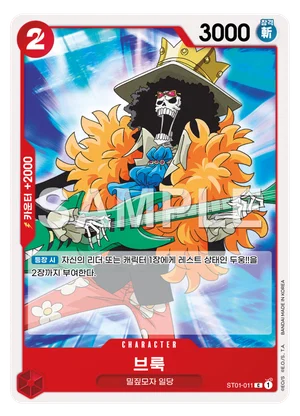 2
3000
참격
斬
카운터 +2000
SAMPLE
등장 시 자신의 리더 또는 캐릭터 1장에게 레스트 상태인 두웅!!을
2장까지 부여한다.
CHARACTER
브룩
밀짚모자 일당
ST01-011 C 1
©E.O./S. ©E.O./S., T.A. BANDAI MADE IN KOREA